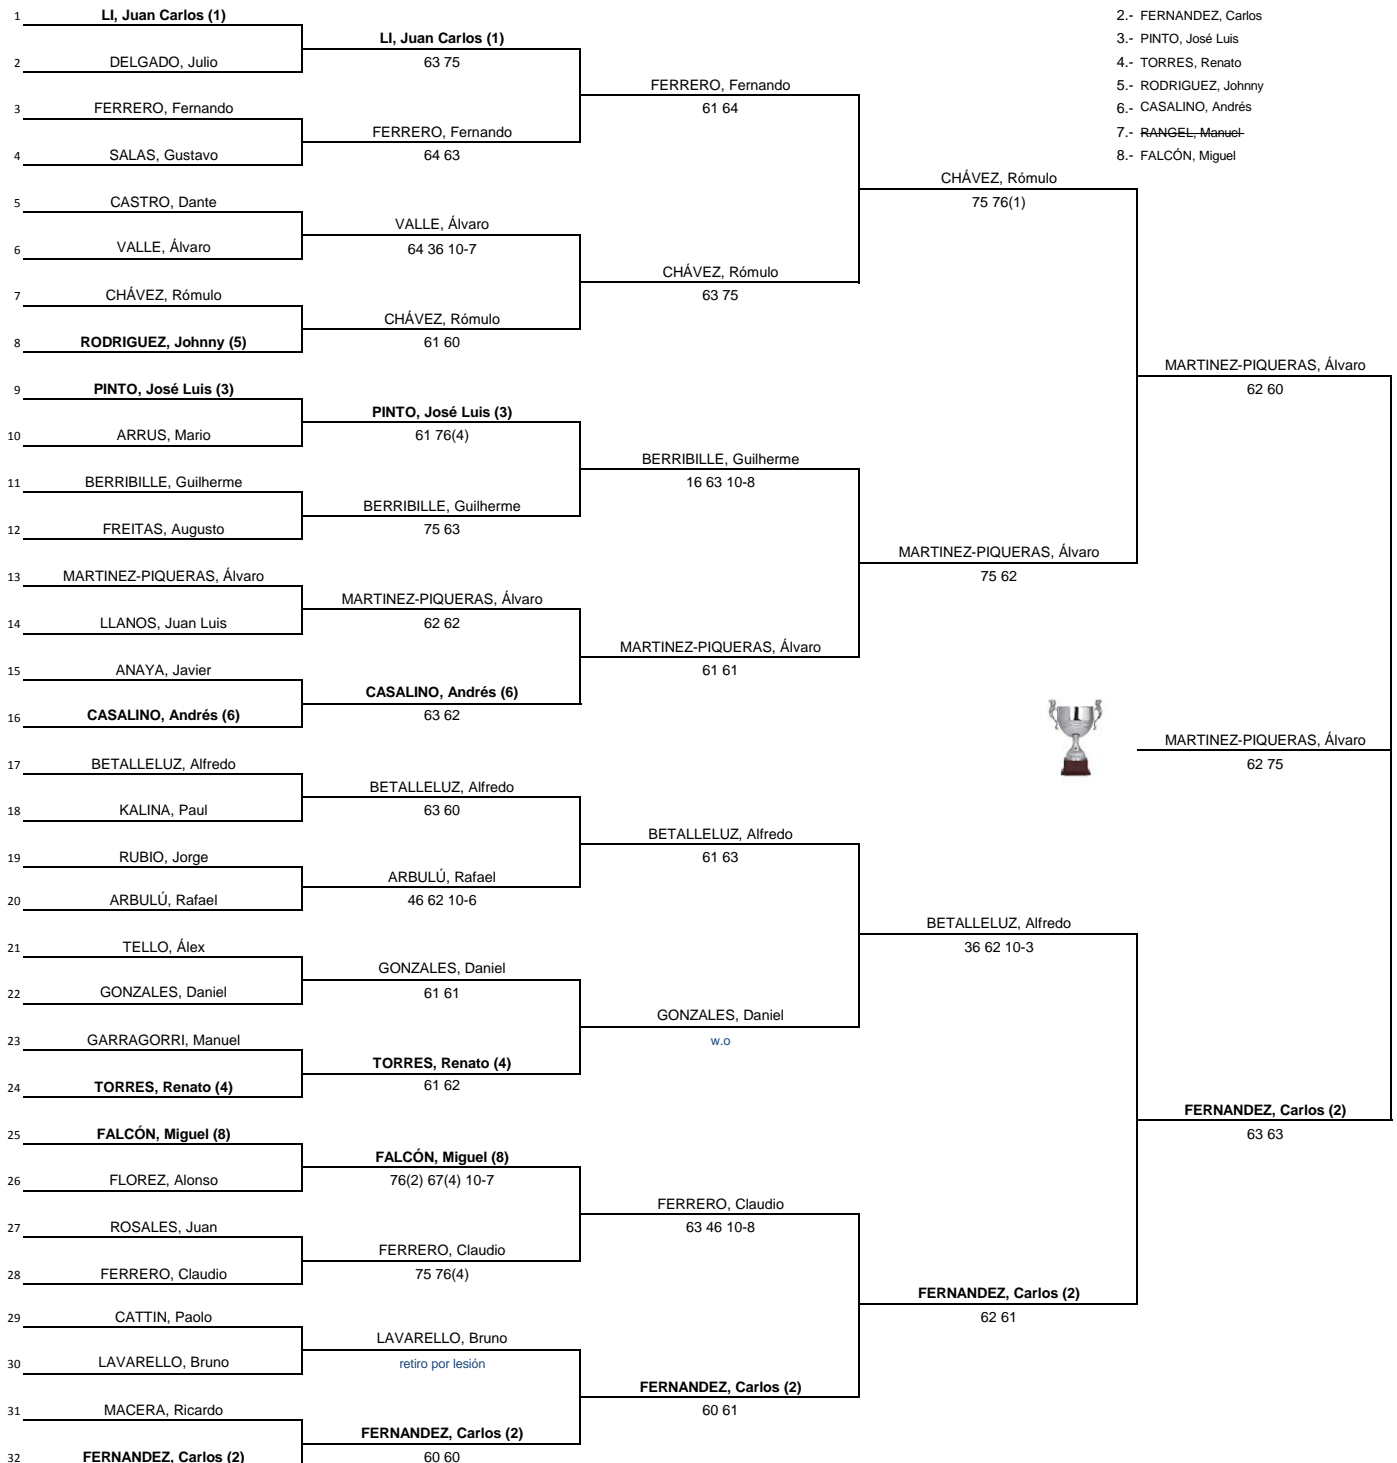 1 LI, Juan Carlos (1)
2 DELGADO, Julio
3 FERRERO, Fernando
4 SALAS, Gustavo
5 CASTRO, Dante
6 VALLE, Álvaro
7 CHÁVEZ, Rómulo
8 RODRIGUEZ, Johnny (5)
9 PINTO, José Luis (3)
10 ARRUS, Mario
11 BERRIBILLE, Guilherme
12 FREITAS, Augusto
13 MARTINEZ-PIQUERAS, Álvaro
14 LLANOS, Juan Luis
15 ANAYA, Javier
16 CASALINO, Andrés (6)
17 BETALLELUZ, Alfredo
18 KALINA, Paul
19 RUBIO, Jorge
20 ARBULÚ, Rafael
21 TELLO, Álex
22 GONZALES, Daniel
23 GARRAGORRI, Manuel
24 TORRES, Renato (4)
25 FALCÓN, Miguel (8)
26 FLOREZ, Alonso
27 ROSALES, Juan
28 FERRERO, Claudio
29 CATTIN, Paolo
30 LAVARELLO, Bruno
31 MACERA, Ricardo
32 FERNANDEZ, Carlos (2)
LI, Juan Carlos (1)
63 75
FERRERO, Fernando
64 63
VALLE, Álvaro
64 36 10-7
CHÁVEZ, Rómulo
61 60
PINTO, José Luis (3)
61 76(4)
BERRIBILLE, Guilherme
75 63
MARTINEZ-PIQUERAS, Álvaro
62 62
CASALINO, Andrés (6)
63 62
BETALLELUZ, Alfredo
63 60
ARBULÚ, Rafael
46 62 10-6
GONZALES, Daniel
61 61
TORRES, Renato (4)
61 62
FALCÓN, Miguel (8)
76(2) 67(4) 10-7
FERRERO, Claudio
75 76(4)
LAVARELLO, Bruno
retiro por lesión
FERNANDEZ, Carlos (2)
60 60
FERRERO, Fernando
61 64
CHÁVEZ, Rómulo
63 75
BERRIBILLE, Guilherme
16 63 10-8
MARTINEZ-PIQUERAS, Álvaro
61 61
BETALLELUZ, Alfredo
61 63
GONZALES, Daniel
w.o
FERRERO, Claudio
63 46 10-8
FERNANDEZ, Carlos (2)
60 61
CHÁVEZ, Rómulo
75 76(1)
MARTINEZ-PIQUERAS, Álvaro
75 62
BETALLELUZ, Alfredo
36 62 10-3
FERNANDEZ, Carlos (2)
62 61
2.- FERNANDEZ, Carlos
3.- PINTO, José Luis
4.- TORRES, Renato
5.- RODRIGUEZ, Johnny
6.- CASALINO, Andrés
7.- RANGEL, Manuel
8.- FALCÓN, Miguel
MARTINEZ-PIQUERAS, Álvaro
62 60
MARTINEZ-PIQUERAS, Álvaro
62 75
FERNANDEZ, Carlos (2)
63 63